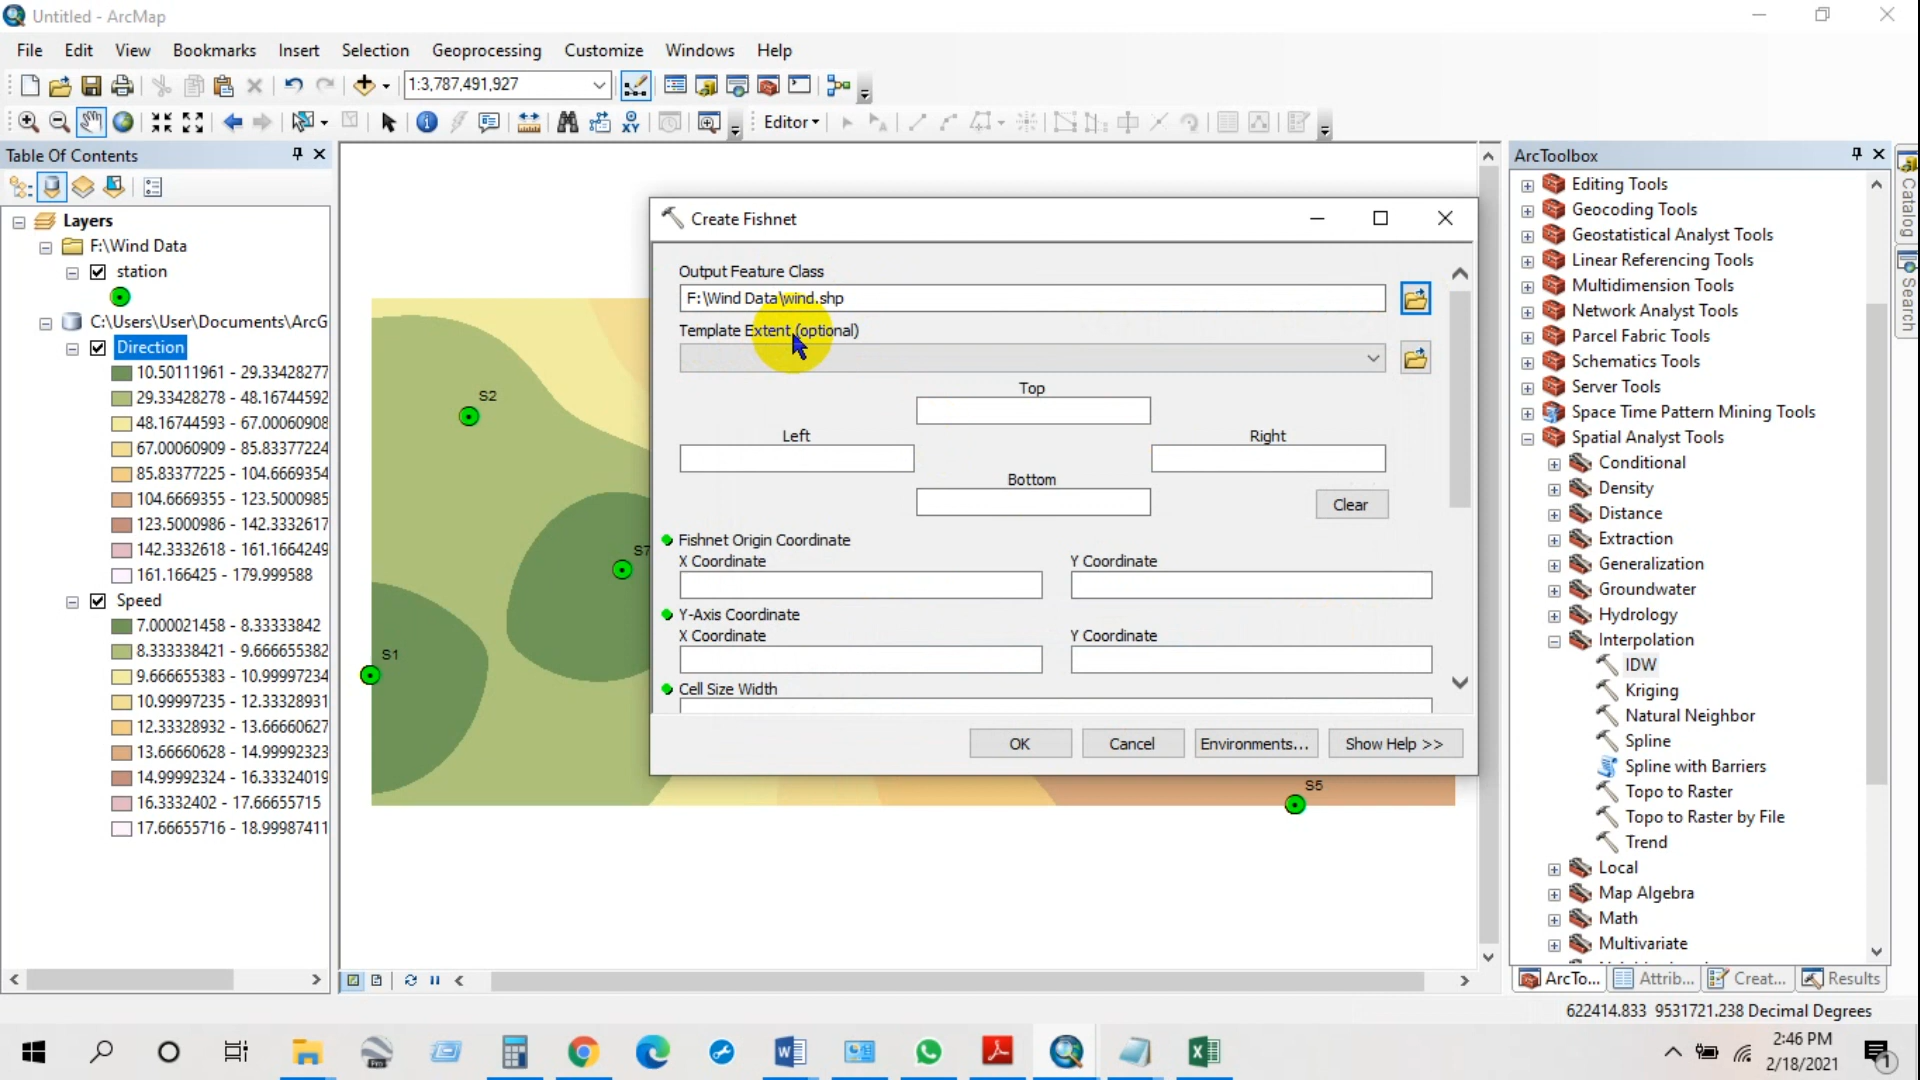 Untitled - ArcMap
File Edit View Bookmarks Insert Selection Geoprocessing Customize Windows Help
1:3,787,491,927
Editor
Table Of Contents
Layers
F:\Wind Data
station
C:\Users\User\Documents\ArcG
Direction
10.50111961 - 29.33428277
29.33428278 - 48.16744592
48.16744593 - 67.00060908
67.00060909 - 85.83377224
85.83377225 - 104.6669354
104.6669355 - 123.5000985
123.5000986 - 142.3332617
142.3332618 - 161.1664249
161.166425 - 179.999588
Speed
7.000021458 - 8.33333842
8.333338421 - 9.666655382
9.666655383 - 10.99997234
10.99997235 - 12.33328931
12.33328932 - 13.66660627
13.66660628 - 14.99992323
14.99992324 - 16.33324019
16.3332402 - 17.66655715
17.66655716 - 18.99987411
S2
S7
S1
S5
Create Fishnet
Output Feature Class
F:\Wind Data\wind.shp
Template Extent (optional)
Top
Left Right
Bottom
Clear
Fishnet Origin Coordinate
X Coordinate Y Coordinate
Y-Axis Coordinate
X Coordinate Y Coordinate
Cell Size Width
OK Cancel Environments... Show Help >>
ArcToolbox
Editing Tools
Geocoding Tools
Geostatistical Analyst Tools
Linear Referencing Tools
Multidimension Tools
Network Analyst Tools
Parcel Fabric Tools
Schematics Tools
Server Tools
Space Time Pattern Mining Tools
Spatial Analyst Tools
Conditional
Density
Distance
Extraction
Generalization
Groundwater
Hydrology
Interpolation
IDW
Kriging
Natural Neighbor
Spline
Spline with Barriers
Topo to Raster
Topo to Raster by File
Trend
Local
Map Algebra
Math
Multivariate
ArcTo... Attrib... Creat... Results
Catalog
Search
622414.833 9531721.238 Decimal Degrees
2:46 PM
2/18/2021
1